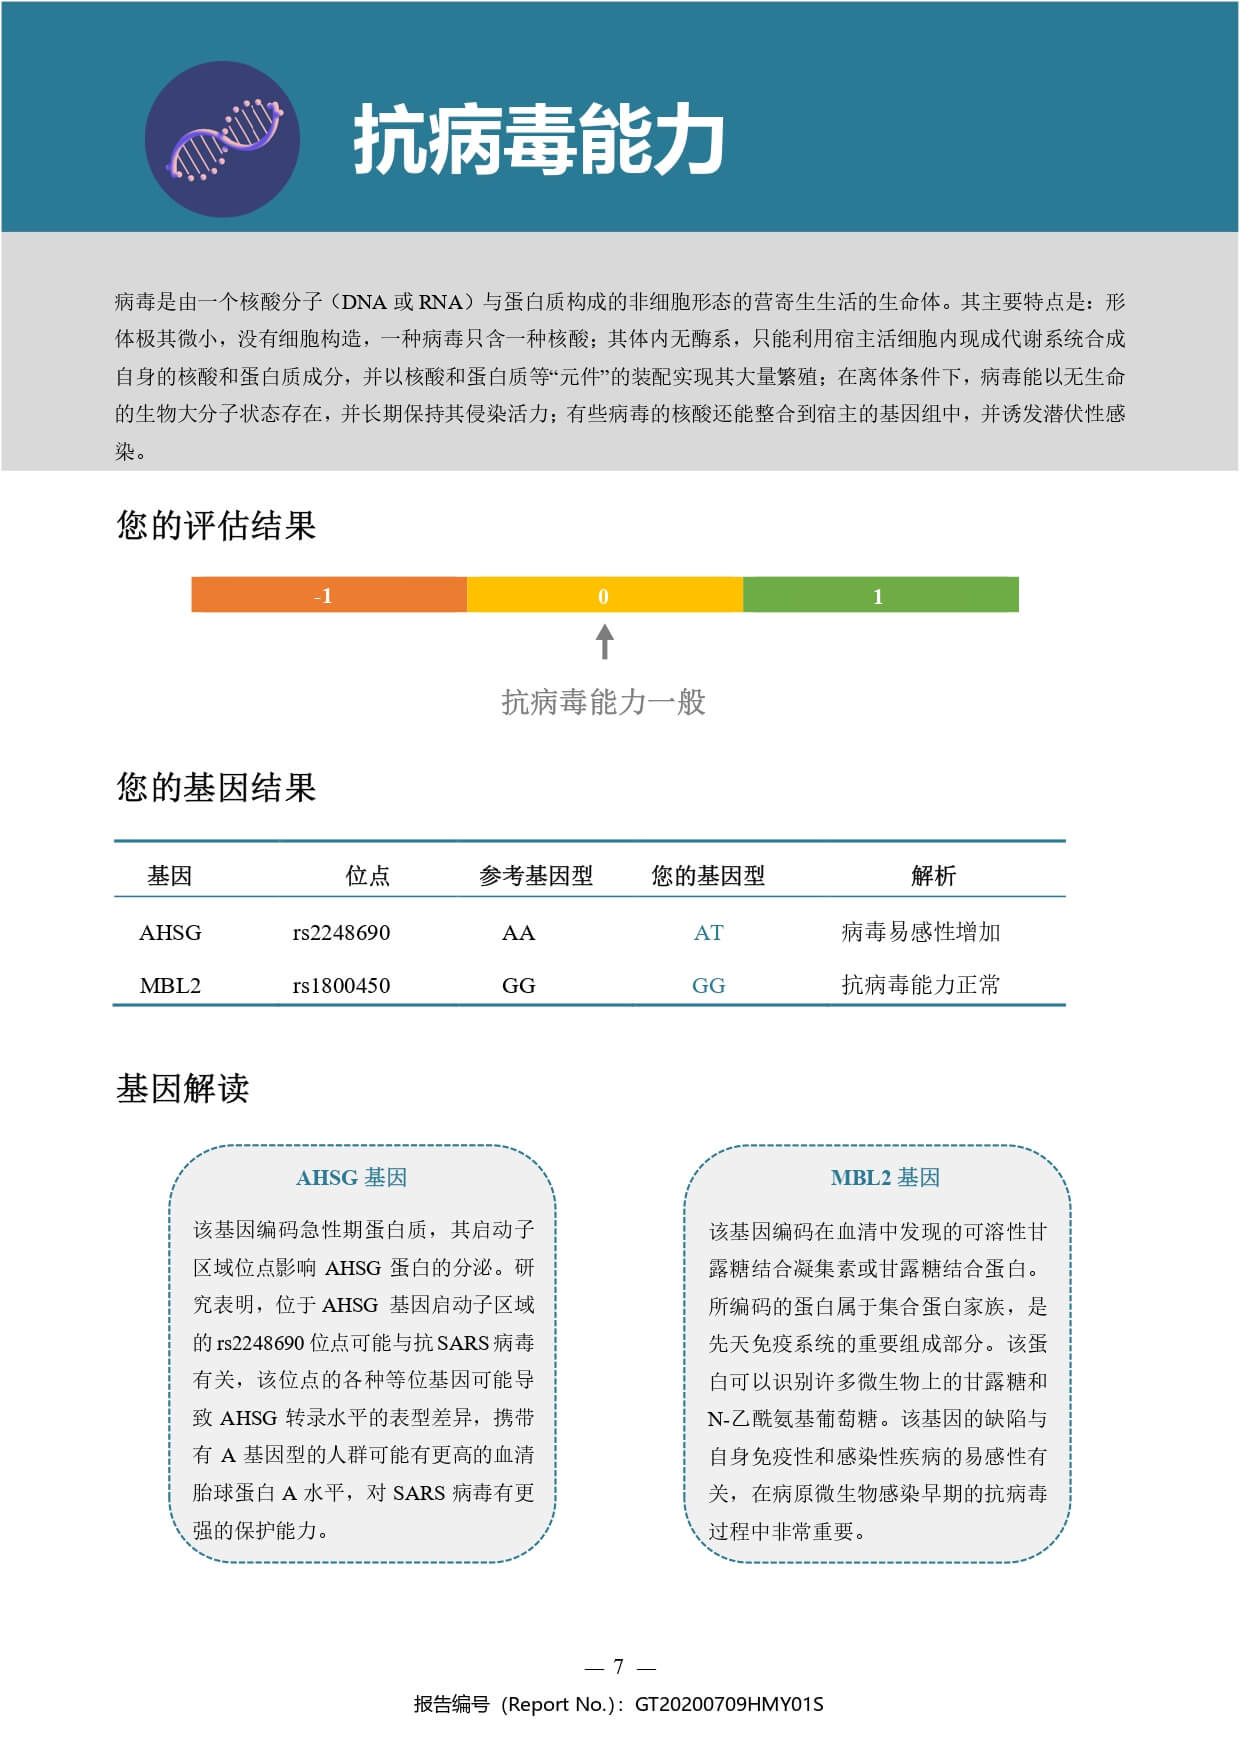 抗病毒能力
病毒是由一个核酸分子（DNA 或 RNA）与蛋白质构成的非细胞形态的营寄生生活的生命体。其主要特点是：形
体极其微小，没有细胞构造，一种病毒只含一种核酸；其体内无酶系，只能利用宿主活细胞内现成代谢系统合成
自身的核酸和蛋白质成分，并以核酸和蛋白质等“元件”的装配实现其大量繁殖；在离体条件下，病毒能以无生命
的生物大分子状态存在，并长期保持其侵染活力；有些病毒的核酸还能整合到宿主的基因组中，并诱发潜伏性感
染。
您的评估结果
-1 0 1
抗病毒能力一般
您的基因结果
基因 位点 参考基因型 您的基因型 解析
AHSG rs2248690 AA AT 病毒易感性增加
MBL2 rs1800450 GG GG 抗病毒能力正常
基因解读
AHSG 基因
该基因编码急性期蛋白质，其启动子
区域位点影响 AHSG 蛋白的分泌。研
究表明，位于 AHSG 基因启动子区域
的 rs2248690 位点可能与抗 SARS 病毒
有关，该位点的各种等位基因可能导
致 AHSG 转录水平的表型差异，携带
有 A 基因型的人群可能有更高的血清
胎球蛋白 A 水平，对 SARS 病毒有更
强的保护能力。
MBL2 基因
该基因编码在血清中发现的可溶性甘
露糖结合凝集素或甘露糖结合蛋白。
所编码的蛋白属于集合蛋白家族，是
先天免疫系统的重要组成部分。该蛋
白可以识别许多微生物上的甘露糖和
N-乙酰氨基葡萄糖。该基因的缺陷与
自身免疫性和感染性疾病的易感性有
关，在病原微生物感染早期的抗病毒
过程中非常重要。
— 7 —
报告编号（Report No.）：GT20200709HMY01S